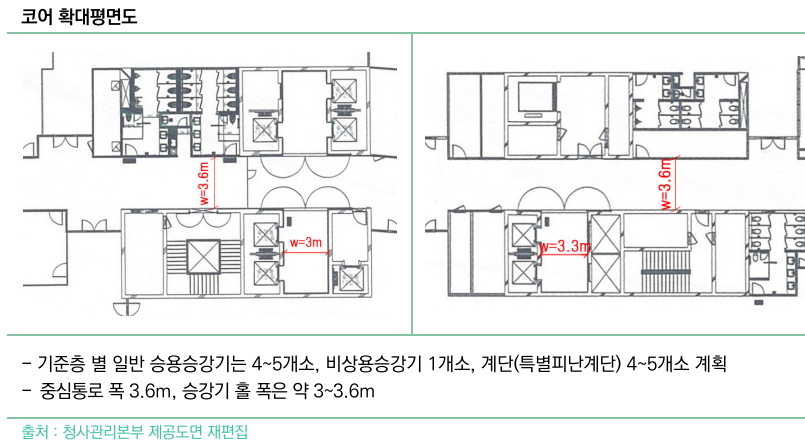 코어 확대평면도
w=3.6m
w=3m
w=3.6m
w=3.3m
- 기준층 별 일반 승용승강기는 4~5개소, 비상용승강기 1개소, 계단(특별피난계단) 4~5개소 계획
- 중심통로 폭 3.6m, 승강기 홀 폭은 약 3~3.6m
출처 : 청사관리본부 제공도면 재편집